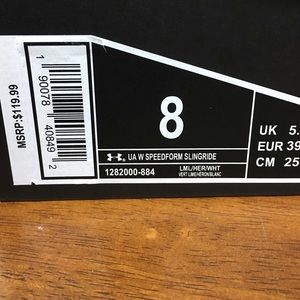 MSRP:$119.99
1 90078 40849 2
8
UA W SPEEDFORM SLINGRIDE
1282000-884
LML/HER/WHT
VERT LIME/HERON/BLANC
UK 5.
EUR 39
CM 25